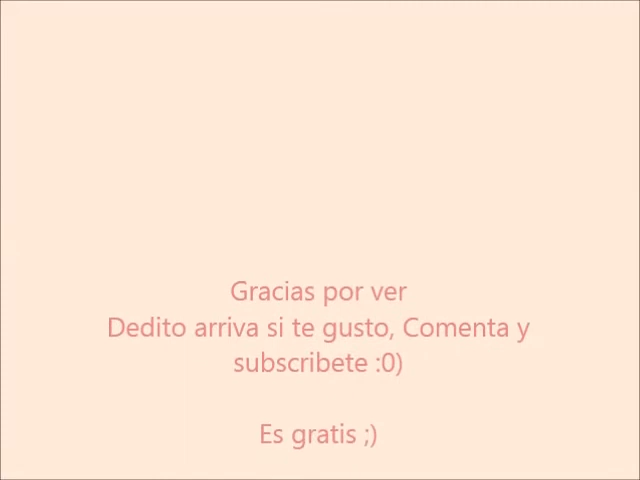 Gracias por ver
Dedito arriva si te gusto, Comenta y
subscribete :0)
Es gratis ;)